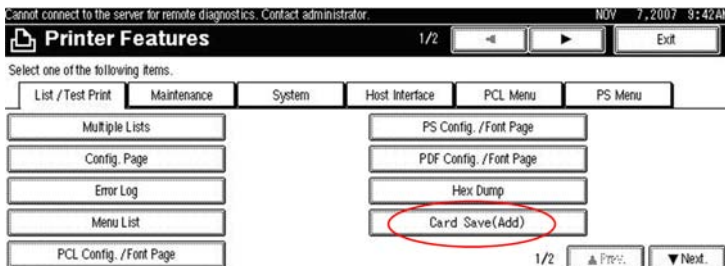 Cannot connect to the server for remote diagnostics. Contact administrator. NOV 7,2007 9:42A
Printer Features 1/2 Exit
Select one of the following items.
List /Test Print Maintenance System Host Interface PCL Menu PS Menu
Multiple Lists PS Config. /Font Page
Config. Page PDF Config. /Font Page
Error Log Hex Dump
Menu List Card Save(Add)
PCL Config. /Font Page 1/2 ▲ Prev. ▼ Next.